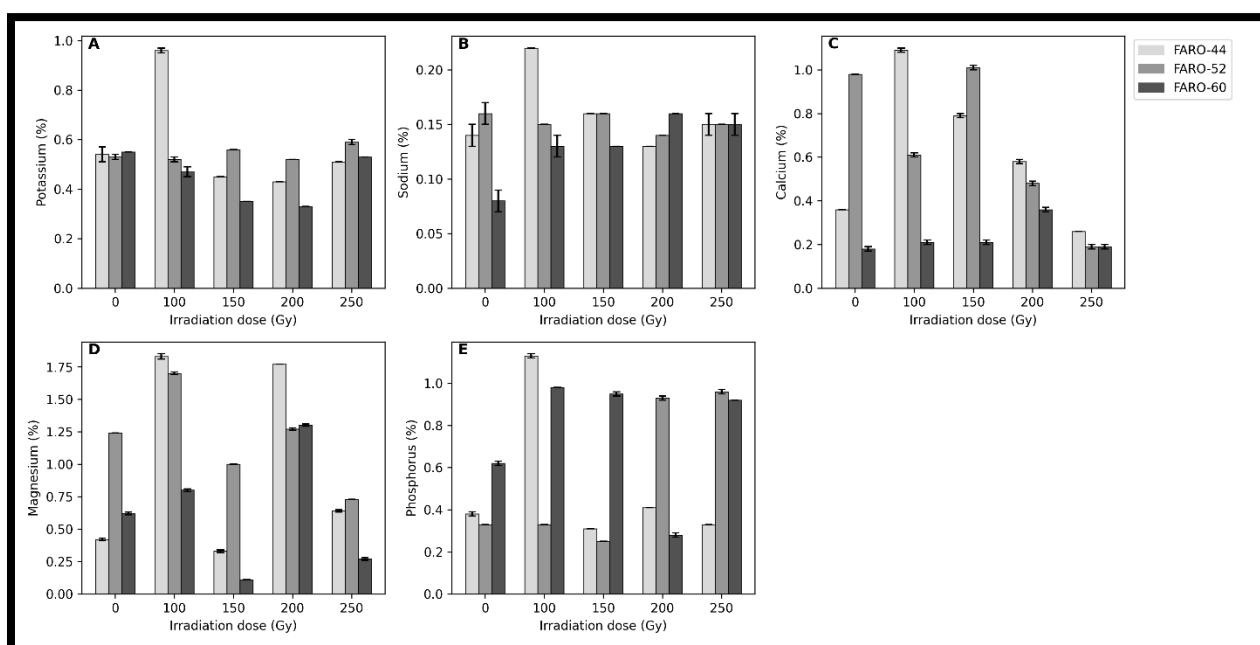 A
Potassium (%)
1.0
0.8
0.6
0.4
0.2
0.0
0 100 150 200 250
Irradiation dose (Gy)
B
Sodium (%)
0.20
0.15
0.10
0.05
0.00
0 100 150 200 250
Irradiation dose (Gy)
C
Calcium (%)
1.0
0.8
0.6
0.4
0.2
0.0
0 100 150 200 250
Irradiation dose (Gy)
FARO-44
FARO-52
FARO-60
D
Magnesium (%)
1.75
1.50
1.25
1.00
0.75
0.50
0.25
0.00
0 100 150 200 250
Irradiation dose (Gy)
E
Phosphorus (%)
1.0
0.8
0.6
0.4
0.2
0.0
0 100 150 200 250
Irradiation dose (Gy)